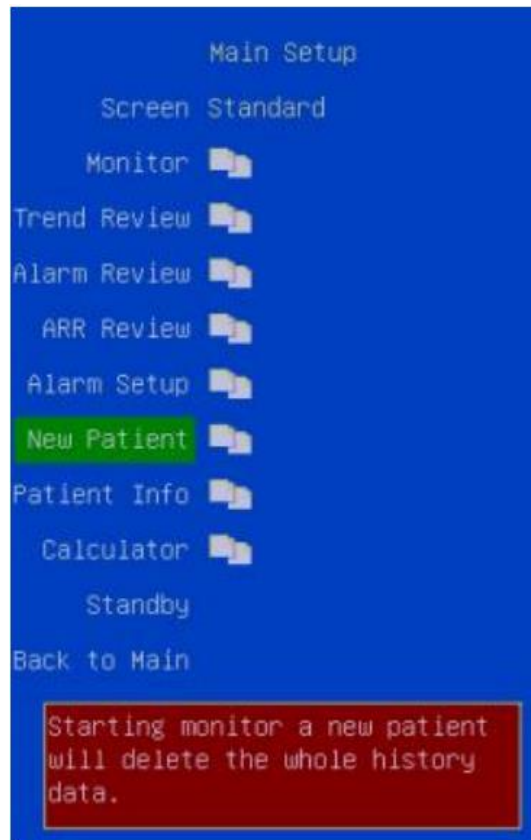 Main Setup
Screen Standard
Monitor
Trend Review
Alarm Review
ARR Review
Alarm Setup
New Patient
Patient Info
Calculator
Standby
Back to Main
Starting monitor a new patient
will delete the whole history
data.